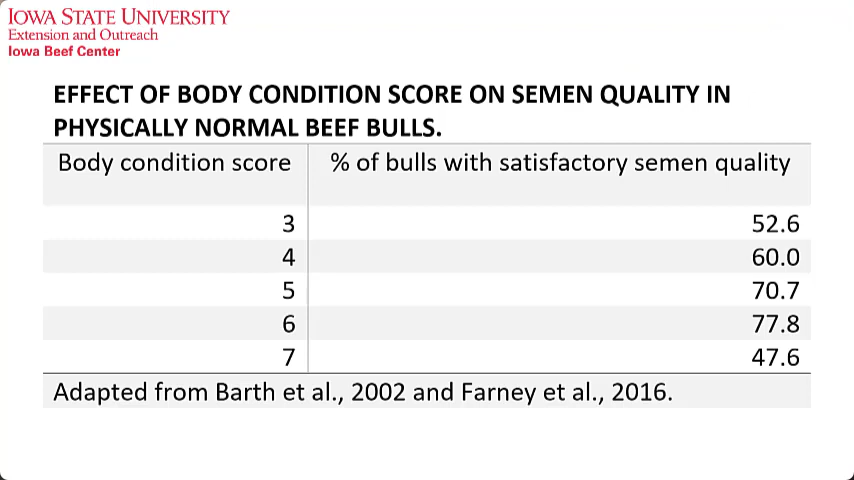 IOWA STATE UNIVERSITY
Extension and Outreach
Iowa Beef Center
EFFECT OF BODY CONDITION SCORE ON SEMEN QUALITY IN
PHYSICALLY NORMAL BEEF BULLS.
Body condition score % of bulls with satisfactory semen quality
3 52.6
4 60.0
5 70.7
6 77.8
7 47.6
Adapted from Barth et al., 2002 and Farney et al., 2016.